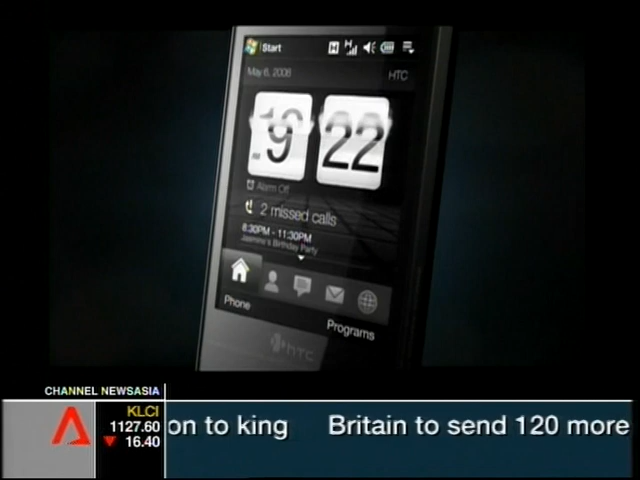 Start
May 6, 2008
HTC
9 22
Alarm Off
2 missed calls
8:30PM - 11:30PM
Jasmine's Birthday Party
Phone
Programs
htc
CHANNEL NEWSASIA
KLCI
1127.60
16.40
on to king Britain to send 120 more